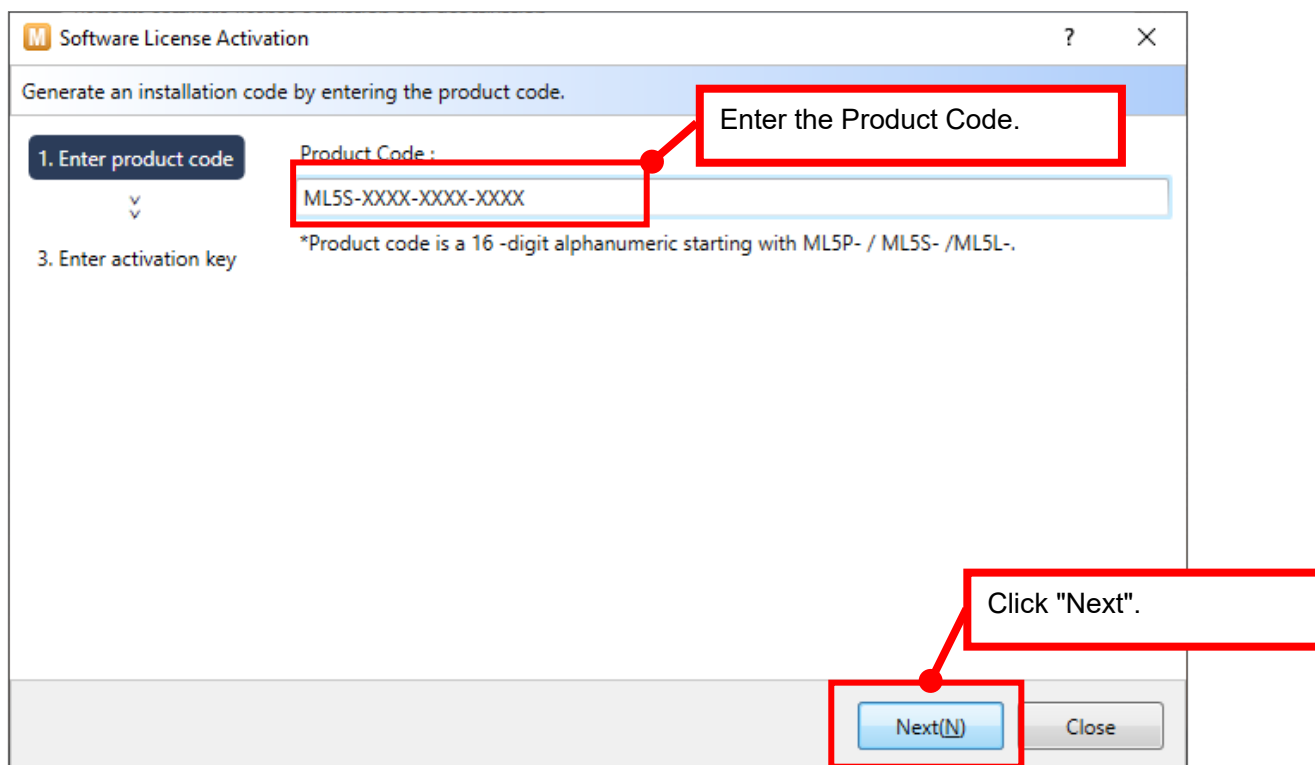 M Software License Activation ?
Generate an installation code by entering the product code.
Enter the Product Code.
1. Enter product code
Product Code :
ML5S-XXXX-XXXX-XXXX
*Product code is a 16 -digit alphanumeric starting with ML5P- / ML5S- /ML5L-.
3. Enter activation key
Click "Next".
Next(N)
Close